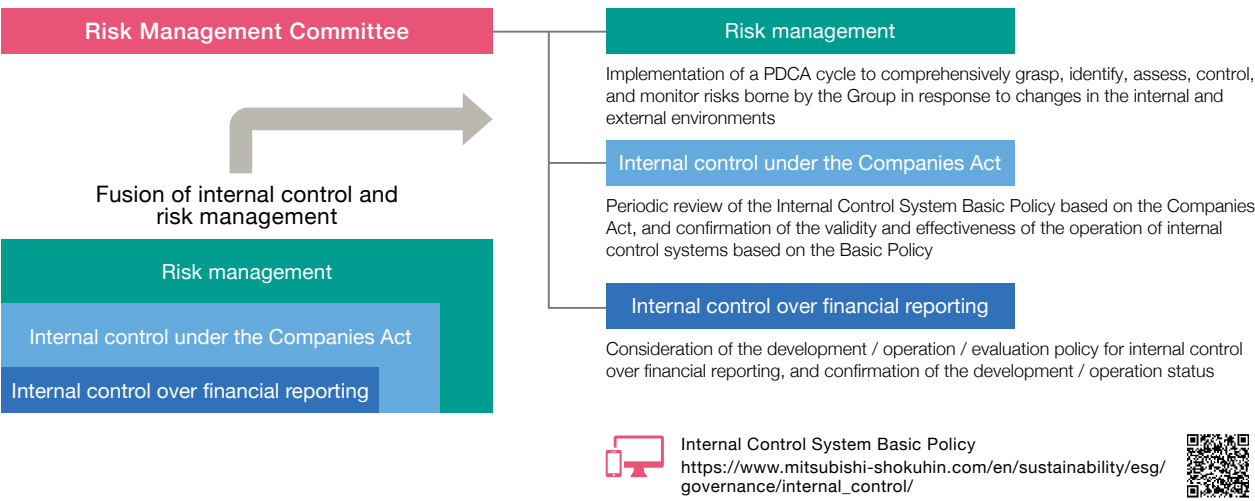 Risk Management Committee
Fusion of internal control and
risk management
Risk management
Internal control under the Companies Act
Internal control over financial reporting
Risk management
Implementation of a PDCA cycle to comprehensively grasp, identify, assess, control,
and monitor risks borne by the Group in response to changes in the internal and
external environments
Internal control under the Companies Act
Periodic review of the Internal Control System Basic Policy based on the Companies
Act, and confirmation of the validity and effectiveness of the operation of internal
control systems based on the Basic Policy
Internal control over financial reporting
Consideration of the development / operation / evaluation policy for internal control
over financial reporting, and confirmation of the development / operation status
Internal Control System Basic Policy
https://www.mitsubishi-shokuhin.com/en/sustainability/esg/
governance/internal_control/